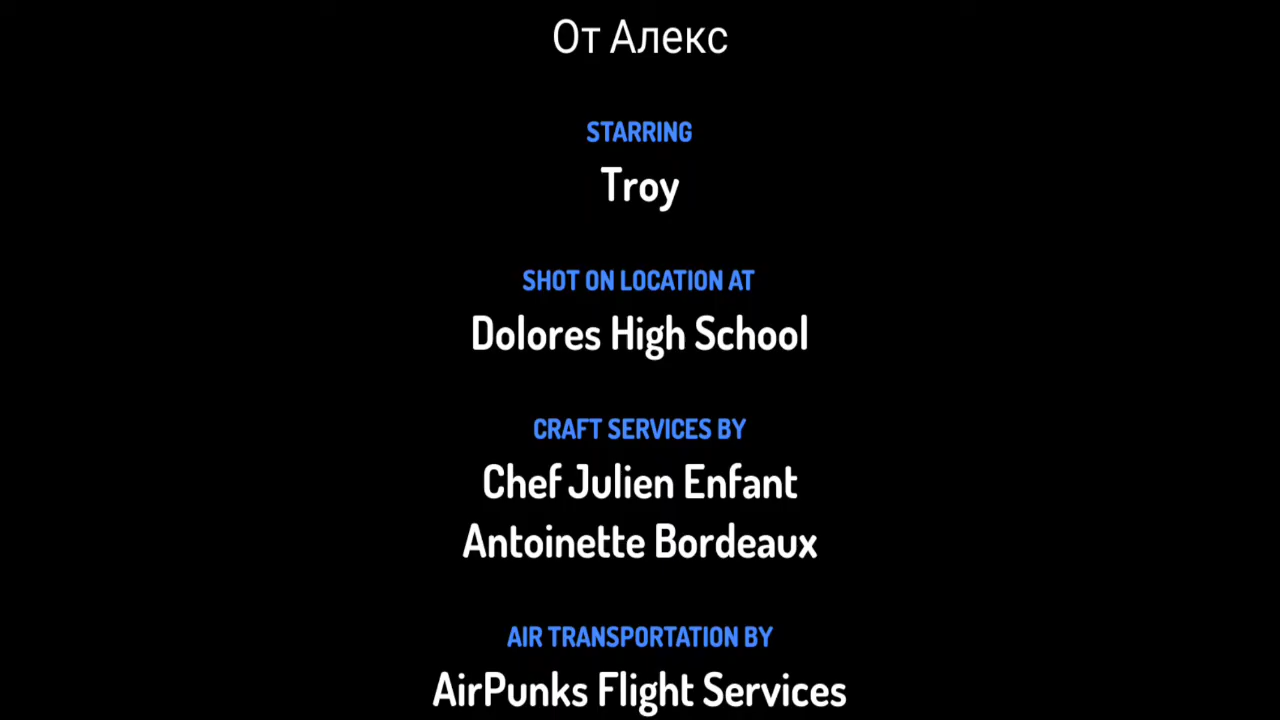 От Алекс
STARRING
Troy
SHOT ON LOCATION AT
Dolores High School
CRAFT SERVICES BY
Chef Julien Enfant
Antoinette Bordeaux
AIR TRANSPORTATION BY
AirPunks Flight Services